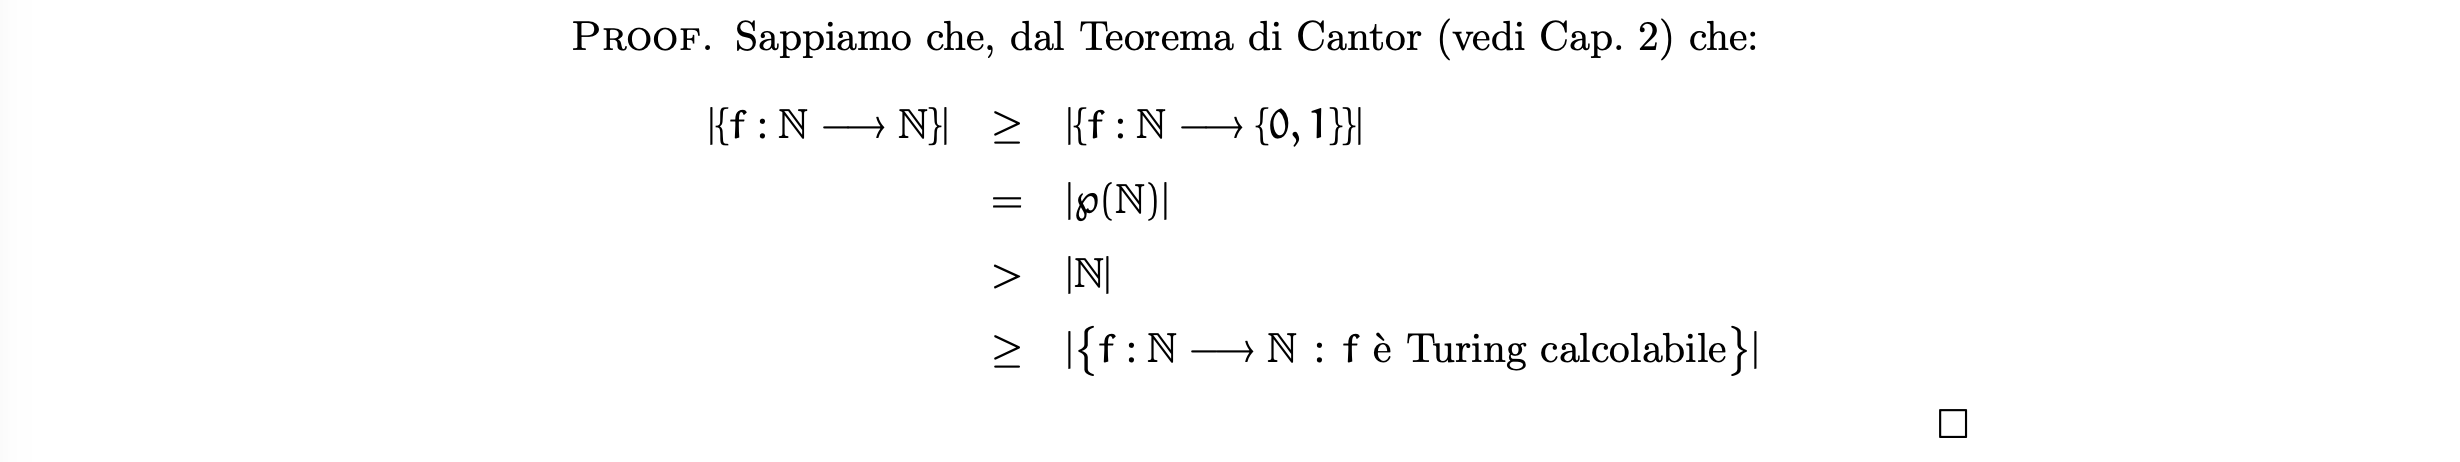 PROOF. Sappiamo che, dal Teorema di Cantor (vedi Cap. 2) che:
|{f : ℕ ⟶ ℕ}| ≥ |{f : ℕ ⟶ {0, 1}}|
= |℘(ℕ)|
> |ℕ|
≥ |{f : ℕ ⟶ ℕ : f è Turing calcolabile}|
□